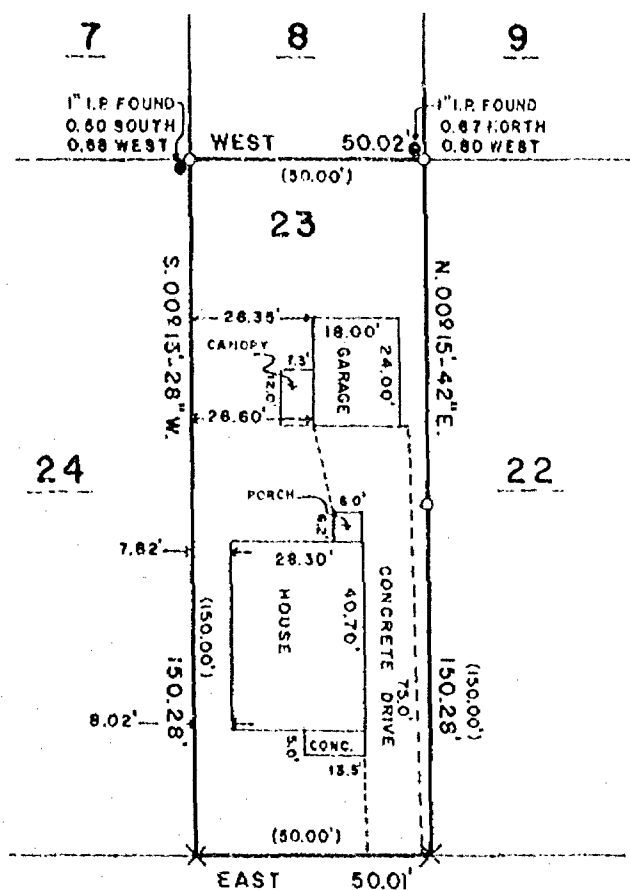 7
8
9
1" I.P. FOUND
0.60 SOUTH
0.68 WEST
1" I.P. FOUND
0.67 NORTH
0.80 WEST
WEST 50.02'
(50.00')
23
S. 00° 15'-28" W.
N. 00° 15'-42" E.
26.35'
18.00'
24.00'
GARAGE
CANOPY
7.3'
12.0'
26.60'
24
22
PORCH
6.0'
6.2'
7.82'
28.30'
HOUSE
40.70'
CONCRETE DRIVE
75.0'
(150.00')
150.28'
(150.00')
150.28'
8.02'
5.0'
CONC.
13.5'
(50.00')
EAST 50.01'